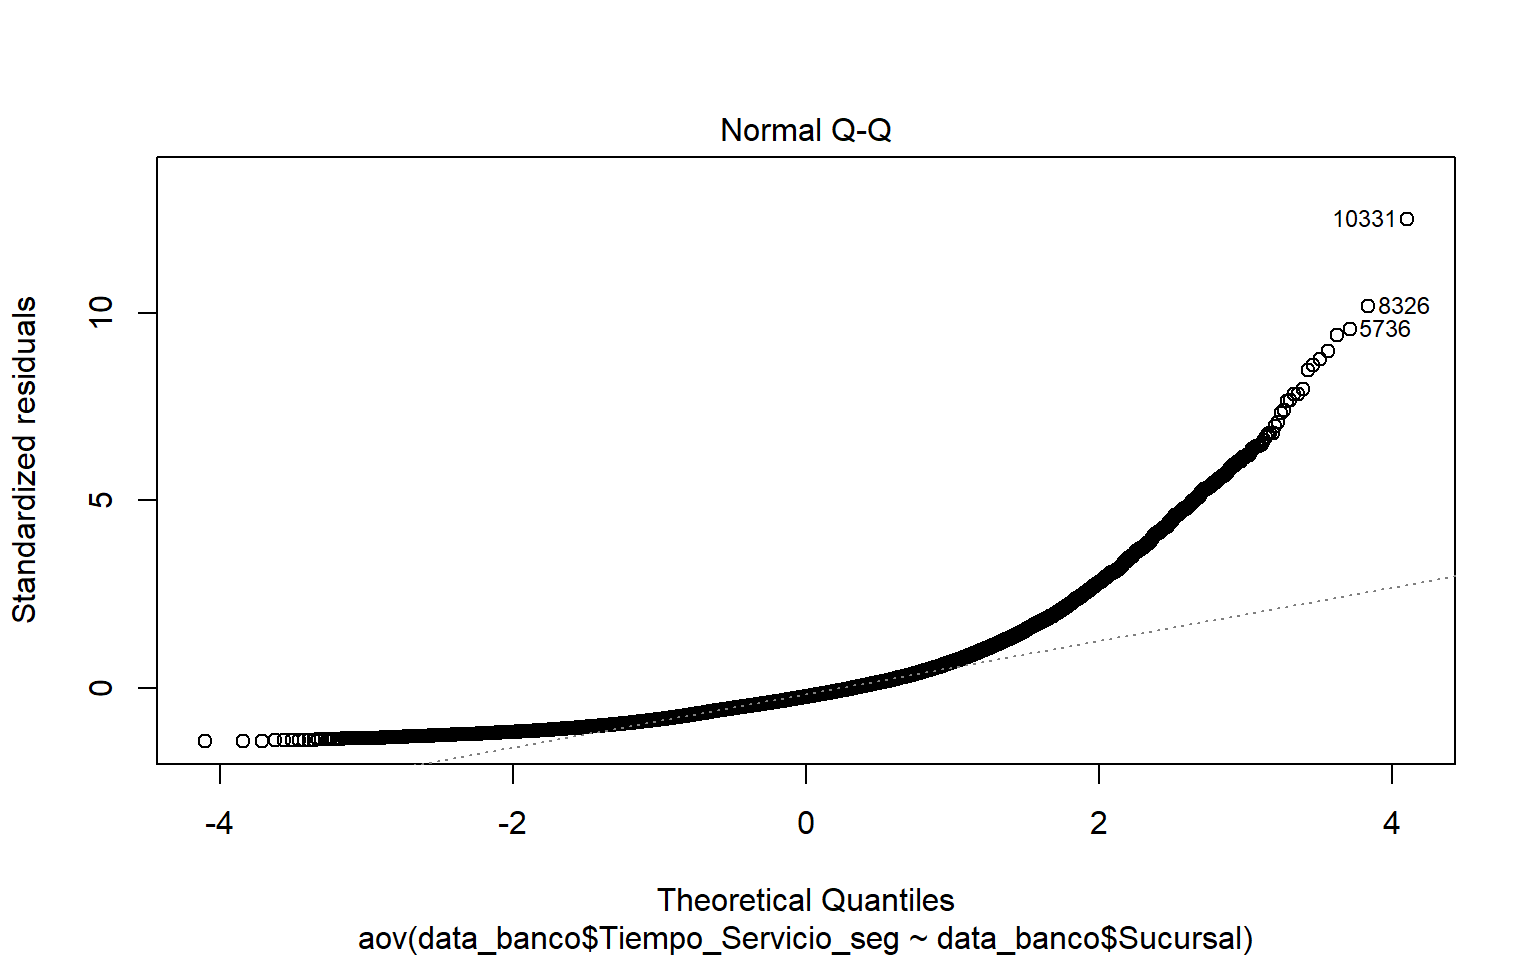 Normal Q-Q
Standardized residuals
10
5
0
10331
8326
5736
-4
-2
0
2
4
Theoretical Quantiles
aov(data_banco$Tiempo_Servicio_seg ~ data_banco$Sucursal)